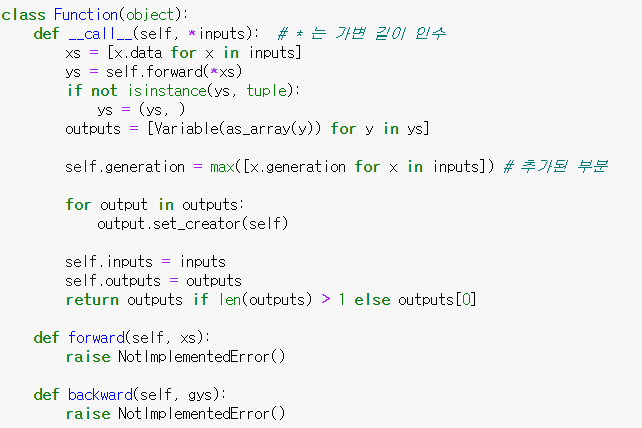 class Function(object):
    def __call__(self, *inputs):  # * 는 가변 길이 인수
        xs = [x.data for x in inputs]
        ys = self.forward(*xs)
        if not isinstance(ys, tuple):
            ys = (ys, )
        outputs = [Variable(as_array(y)) for y in ys]

        self.generation = max([x.generation for x in inputs]) # 추가된 부분

        for output in outputs:
            output.set_creator(self)

        self.inputs = inputs
        self.outputs = outputs
        return outputs if len(outputs) > 1 else outputs[0]

    def forward(self, xs):
        raise NotImplementedError()

    def backward(self, gys):
        raise NotImplementedError()